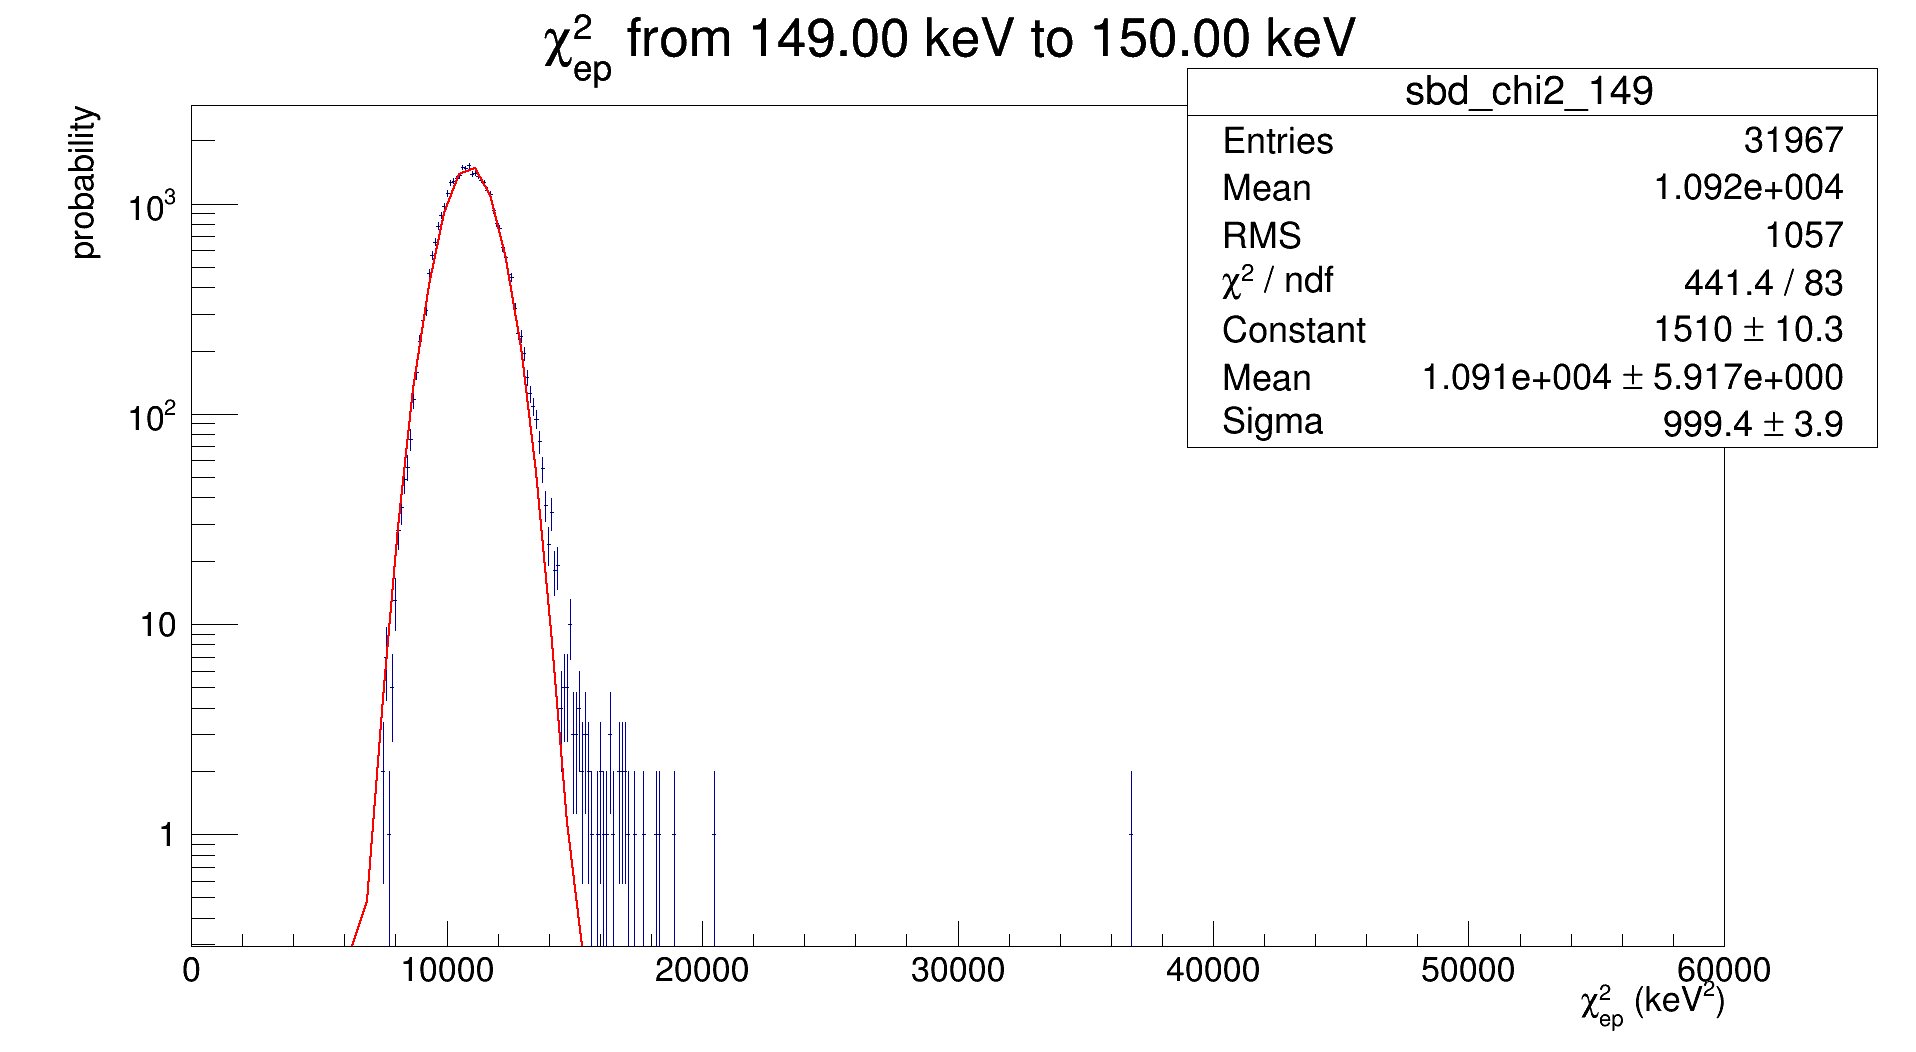 χ²ep from 149.00 keV to 150.00 keV
sbd_chi2_149
Entries 31967
Mean 1.092e+004
RMS 1057
χ² / ndf 441.4 / 83
Constant 1510 ± 10.3
Mean 1.091e+004 ± 5.917e+000
Sigma 999.4 ± 3.9
probability
10³
10²
10
1
0 10000 20000 30000 40000 50000 60000
χ²ep (keV²)